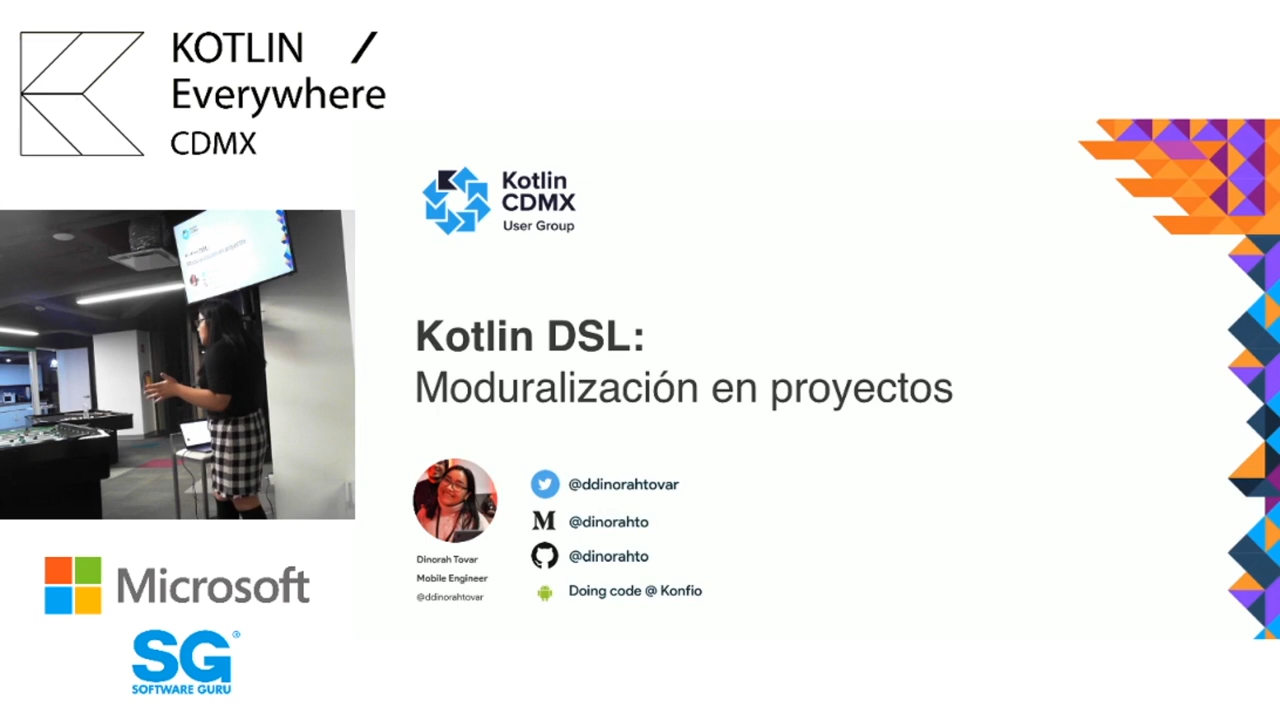 KOTLIN /
Everywhere
CDMX
Kotlin
CDMX
User Group
Kotlin DSL:
Moduralización en proyectos
@ddinorahtovar
@dinorahto
@dinorahto
Doing code @ Konfio
Dinorah Tovar
Mobile Engineer
@ddinorahtovar
Microsoft
SG®
SOFTWARE GURU